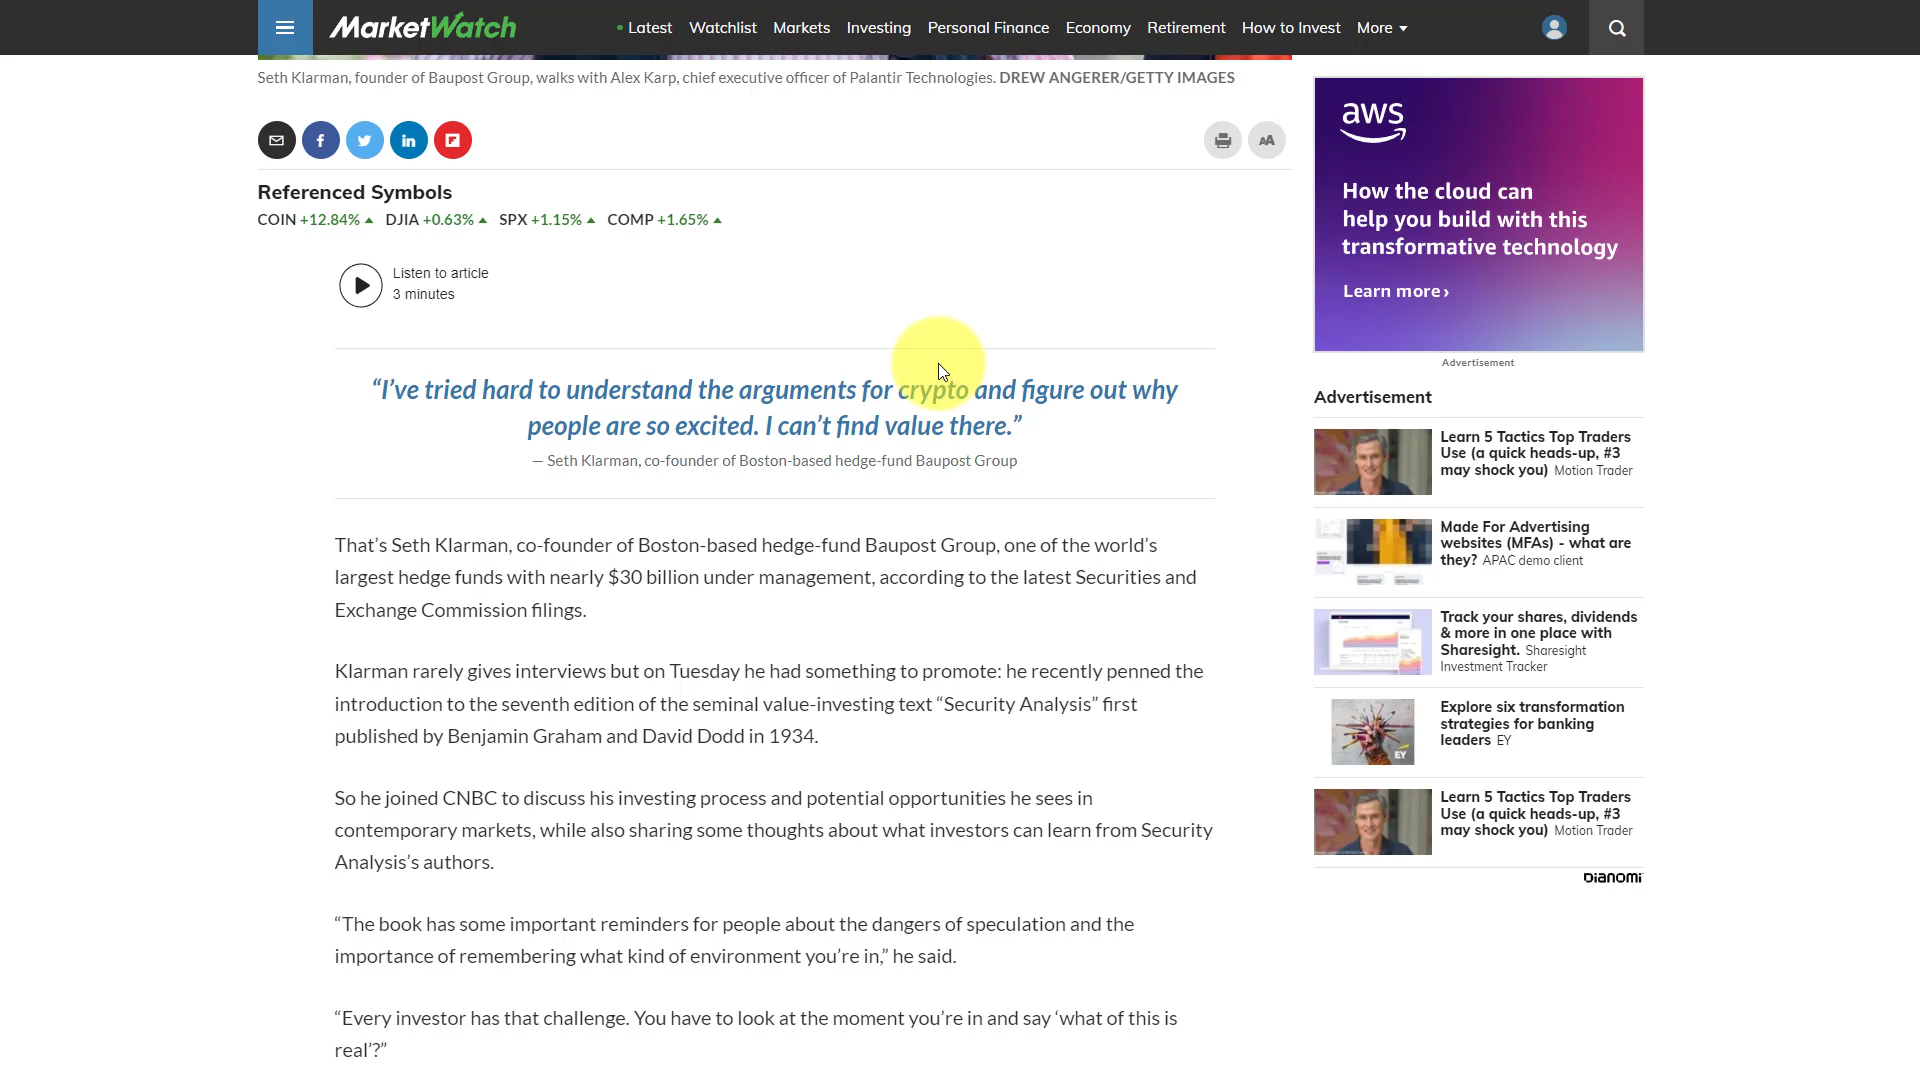 MarketWatch
Latest Watchlist Markets Investing Personal Finance Economy Retirement How to Invest More
Seth Klarman, founder of Baupost Group, walks with Alex Karp, chief executive officer of Palantir Technologies. DREW ANGERER/GETTY IMAGES
AA
Referenced Symbols
COIN +12.84% DJIA +0.63% SPX +1.15% COMP +1.65%
Listen to article
3 minutes
“I’ve tried hard to understand the arguments for crypto and figure out why
people are so excited. I can’t find value there.”
— Seth Klarman, co-founder of Boston-based hedge-fund Baupost Group
That’s Seth Klarman, co-founder of Boston-based hedge-fund Baupost Group, one of the world’s
largest hedge funds with nearly $30 billion under management, according to the latest Securities and
Exchange Commission filings.
Klarman rarely gives interviews but on Tuesday he had something to promote: he recently penned the
introduction to the seventh edition of the seminal value-investing text “Security Analysis” first
published by Benjamin Graham and David Dodd in 1934.
So he joined CNBC to discuss his investing process and potential opportunities he sees in
contemporary markets, while also sharing some thoughts about what investors can learn from Security
Analysis’s authors.
“The book has some important reminders for people about the dangers of speculation and the
importance of remembering what kind of environment you’re in,” he said.
“Every investor has that challenge. You have to look at the moment you’re in and say ‘what of this is
real’?”
aws
How the cloud can
help you build with this
transformative technology
Learn more ›
Advertisement
Advertisement
Learn 5 Tactics Top Traders
Use (a quick heads-up, #3
may shock you) Motion Trader
Made For Advertising
websites (MFAs) - what are
they? APAC demo client
Track your shares, dividends
& more in one place with
Sharesight. Sharesight
Investment Tracker
Explore six transformation
strategies for banking
leaders EY
EY
Learn 5 Tactics Top Traders
Use (a quick heads-up, #3
may shock you) Motion Trader
DIANOMI